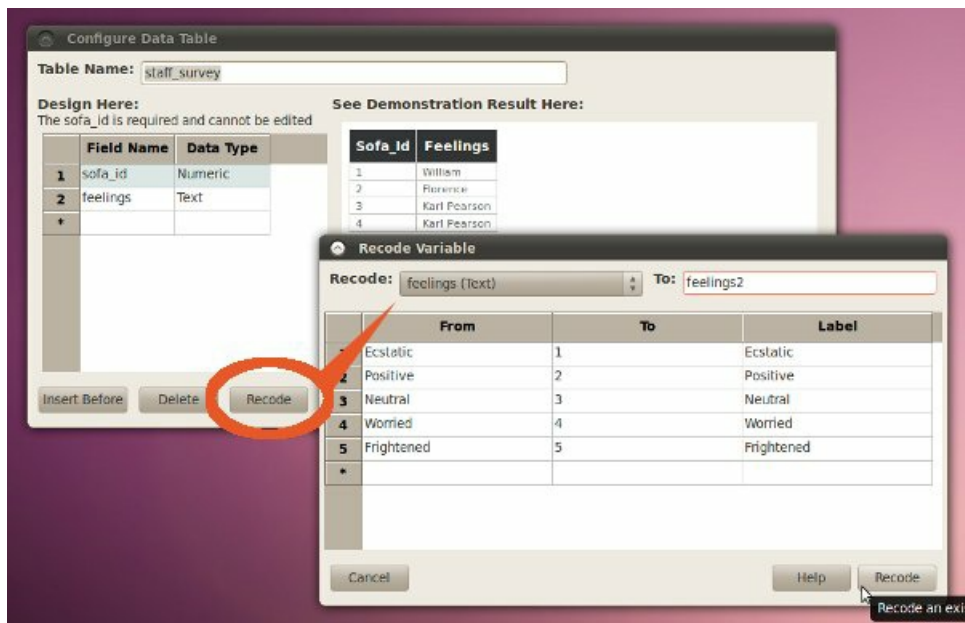 Configure Data Table
Table Name: staff_survey
Design Here:
The sofa_id is required and cannot be edited
Field Name Data Type
1 sofa_id Numeric
2 feelings Text
*
Insert Before Delete Recode
See Demonstration Result Here:
Sofa_Id Feelings
1 William
2 Florence
3 Karl Pearson
4 Karl Pearson
Recode Variable
Recode: feelings (Text) To: feelings2
From To Label
Ecstatic 1 Ecstatic
2 Positive 2 Positive
3 Neutral 3 Neutral
4 Worried 4 Worried
5 Frightened 5 Frightened
*
Cancel Help Recode
Recode an exi